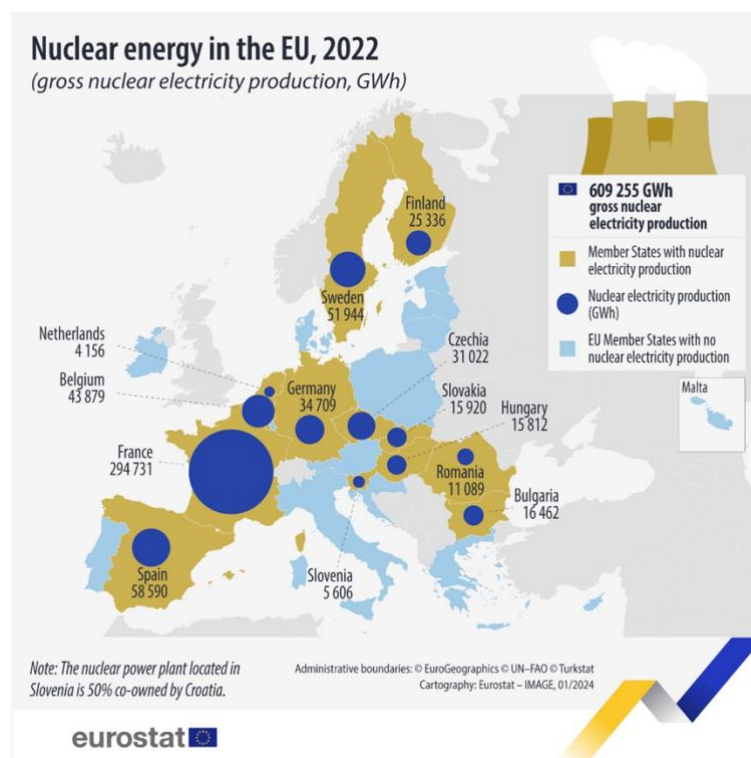 Nuclear energy in the EU, 2022
(gross nuclear electricity production, GWh)
609 255 GWh
gross nuclear
electricity production
Member States with nuclear
electricity production
Nuclear electricity production
(GWh)
EU Member States with no
nuclear electricity production
Malta
Finland
25 336
Sweden
51 944
Netherlands
4 156
Belgium
43 879
Germany
34 709
Czechia
31 022
Slovakia
15 920
Hungary
15 812
France
294 731
Romania
11 089
Bulgaria
16 462
Spain
58 590
Slovenia
5 606
Note: The nuclear power plant located in
Slovenia is 50% co-owned by Croatia.
Administrative boundaries: © EuroGeographics © UN–FAO © Turkstat
Cartography: Eurostat – IMAGE, 01/2024
eurostat